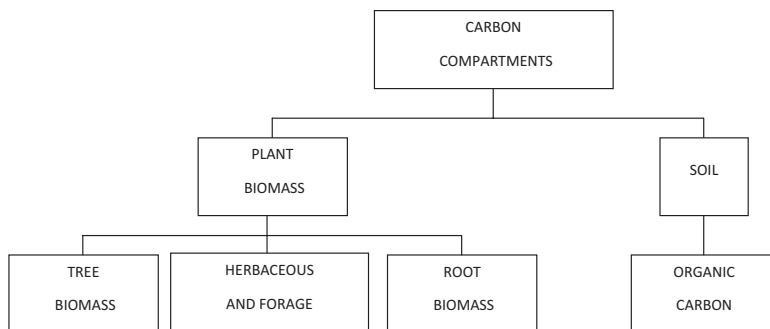 CARBON
COMPARTMENTS
PLANT
BIOMASS
SOIL
TREE
BIOMASS
HERBACEOUS
AND FORAGE
ROOT
BIOMASS
ORGANIC
CARBON